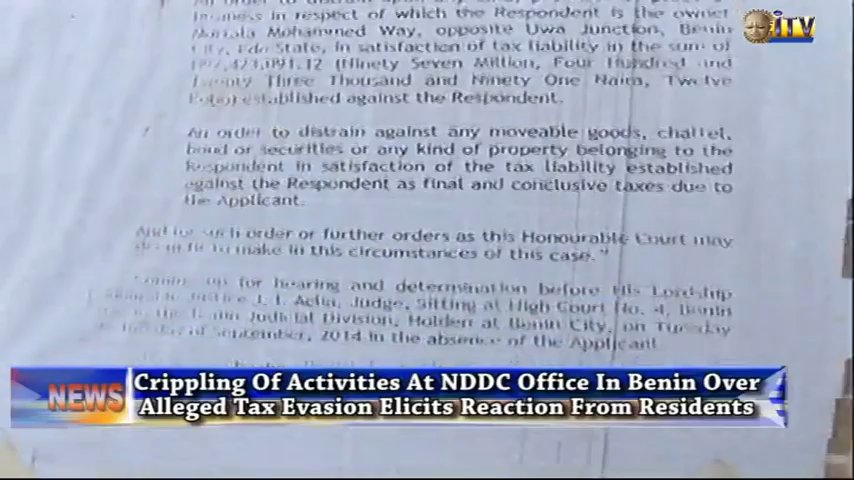 business in respect of which the Respondent is the owner
Mohammed Way, opposite Uwa Junction, Benin
City, Edo State, in satisfaction of tax liability in the sum of
(Ninety Seven Million, Four Hundred and
Twenty Three Thousand and Ninety One Naira, Twelve
Kobo) established against the Respondent.
An order to distrain against any moveable goods, chattel,
bond or securities or any kind of property belonging to the
Respondent in satisfaction of the tax liability established
against the Respondent as final and conclusive taxes due to
the Applicant.
And for such order or further orders as this Honourable Court may
deem fit to make in this circumstances of this case."
Coming up for hearing and determination before His Lordship
Justice J. I. Judge, Sitting at High Court No. 4, Benin
Judicial Division, Holden at Benin City, on Tuesday
day of September, 2014 in the absence of the Applicant
iTV
NEWS
Crippling Of Activities At NDDC Office In Benin Over
Alleged Tax Evasion Elicits Reaction From Residents